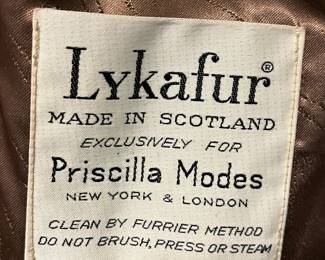 Lykafur®
MADE IN SCOTLAND
EXCLUSIVELY FOR
Priscilla Modes
NEW YORK & LONDON
CLEAN BY FURRIER METHOD
DO NOT BRUSH, PRESS OR STEAM